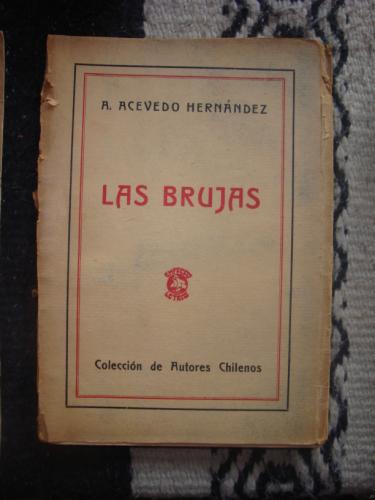 A. ACEVEDO HERNÁNDEZ
LAS BRUJAS
Colección de Autores Chilenos